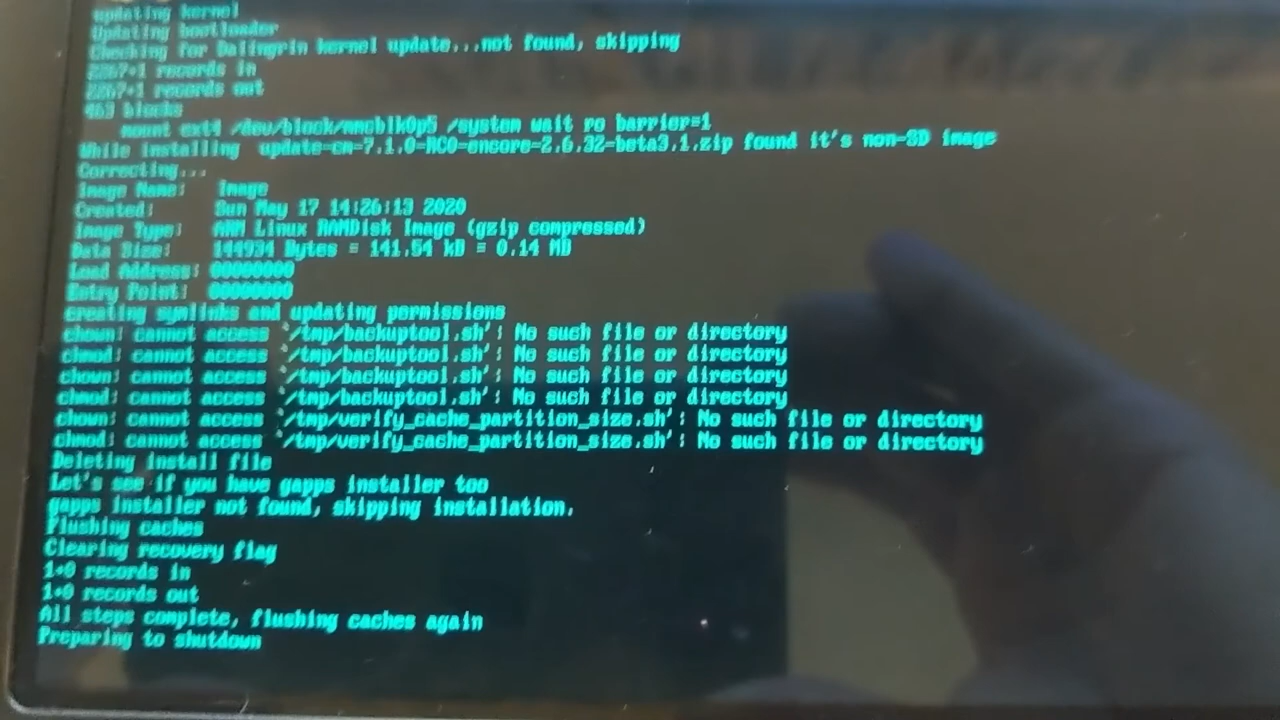 updating kernel
Updating bootloader
Checking for Dalingrin kernel update...not found, skipping
2267+1 records in
2267+1 records out
463 blocks
mount ext4 /dev/block/mmcblk0p5 /system wait ro barrier=1
While installing update-cm-7.1.0-RC0-encore-2.6.32-beta3.1.zip found it's non-SD image
Correcting...
Image Name: Image
Created: Sun May 17 14:26:13 2020
Image Type: ARM Linux RAMDisk Image (gzip compressed)
Data Size: 144934 Bytes = 141.54 kB = 0.14 MB
Load Address: 00000000
Entry Point: 00000000
creating symlinks and updating permissions
chown: cannot access `/tmp/backuptool.sh': No such file or directory
chmod: cannot access `/tmp/backuptool.sh': No such file or directory
chown: cannot access `/tmp/backuptool.sh': No such file or directory
chmod: cannot access `/tmp/backuptool.sh': No such file or directory
chown: cannot access `/tmp/verify_cache_partition_size.sh': No such file or directory
chmod: cannot access `/tmp/verify_cache_partition_size.sh': No such file or directory
Deleting install file
Let's see if you have gapps installer too
gapps installer not found, skipping installation.
Flushing caches
Clearing recovery flag
1+0 records in
1+0 records out
All steps complete, flushing caches again
Preparing to shutdown